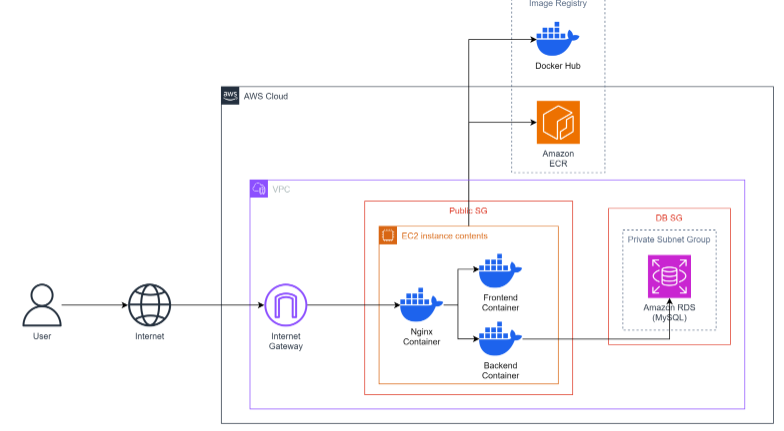 Image Registry
Docker Hub
aws
AWS Cloud
Amazon
ECR
VPC
Public SG
EC2 instance contents
DB SG
Private Subnet Group
Frontend
Container
Amazon RDS
(MySQL)
User
Internet
Internet
Gateway
Nginx
Container
Backend
Container